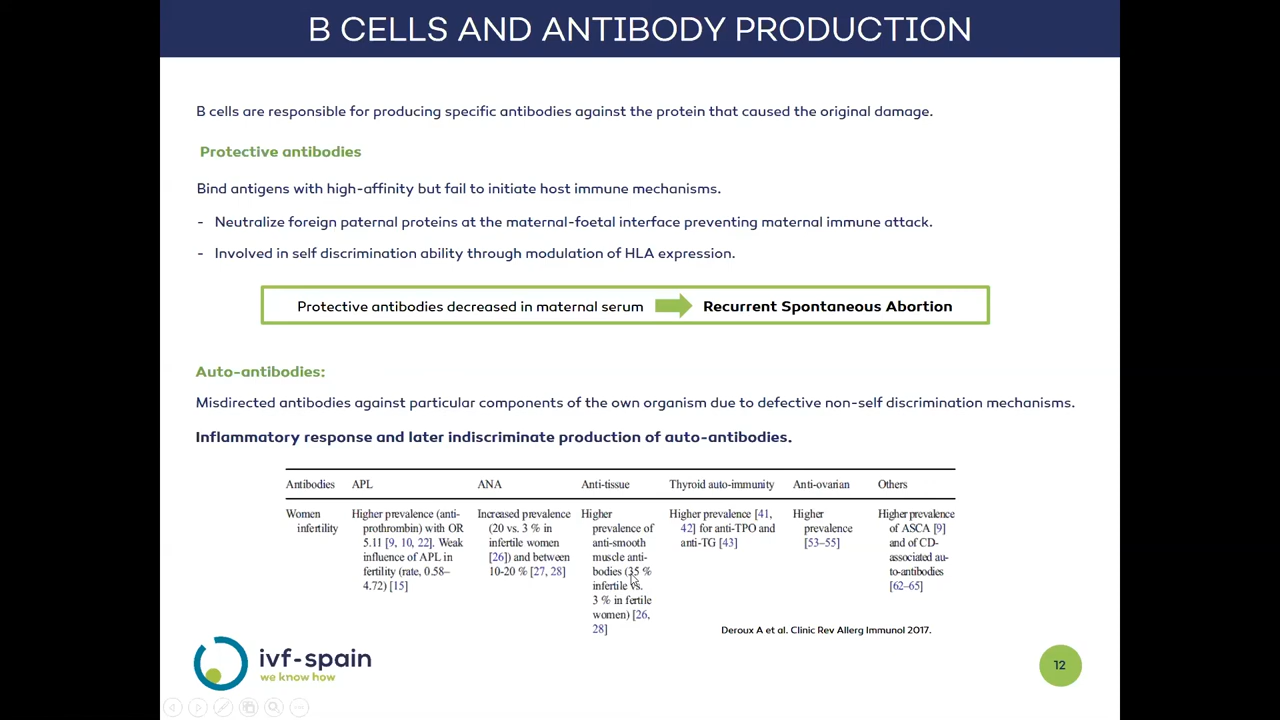 B CELLS AND ANTIBODY PRODUCTION
B cells are responsible for producing specific antibodies against the protein that caused the original damage.
Protective antibodies
Bind antigens with high-affinity but fail to initiate host immune mechanisms.
- Neutralize foreign paternal proteins at the maternal-foetal interface preventing maternal immune attack.
- Involved in self discrimination ability through modulation of HLA expression.
Protective antibodies decreased in maternal serum Recurrent Spontaneous Abortion
Auto-antibodies:
Misdirected antibodies against particular components of the own organism due to defective non-self discrimination mechanisms.
Inflammatory response and later indiscriminate production of auto-antibodies.
Antibodies APL ANA Anti-tissue Thyroid auto-immunity Anti-ovarian Others
Women
infertility
Higher prevalence (anti-
prothrombin) with OR
5.11 [9, 10, 22]. Weak
influence of APL in
fertility (rate, 0.58–
4.72) [15]
Increased prevalence
(20 vs. 3 % in
infertile women
[26]) and between
10-20 % [27, 28]
Higher
prevalence of
anti-smooth
muscle anti-
bodies (35 %
infertile vs.
3 % in fertile
women) [26,
28]
Higher prevalence [41,
42] for anti-TPO and
anti-TG [43]
Higher
prevalence
[53–55]
Higher prevalence
of ASCA [9]
and of CD-
associated au-
to-antibodies
[62–65]
Deroux A et al. Clinic Rev Allerg Immunol 2017.
ivf-spain
we know how
12